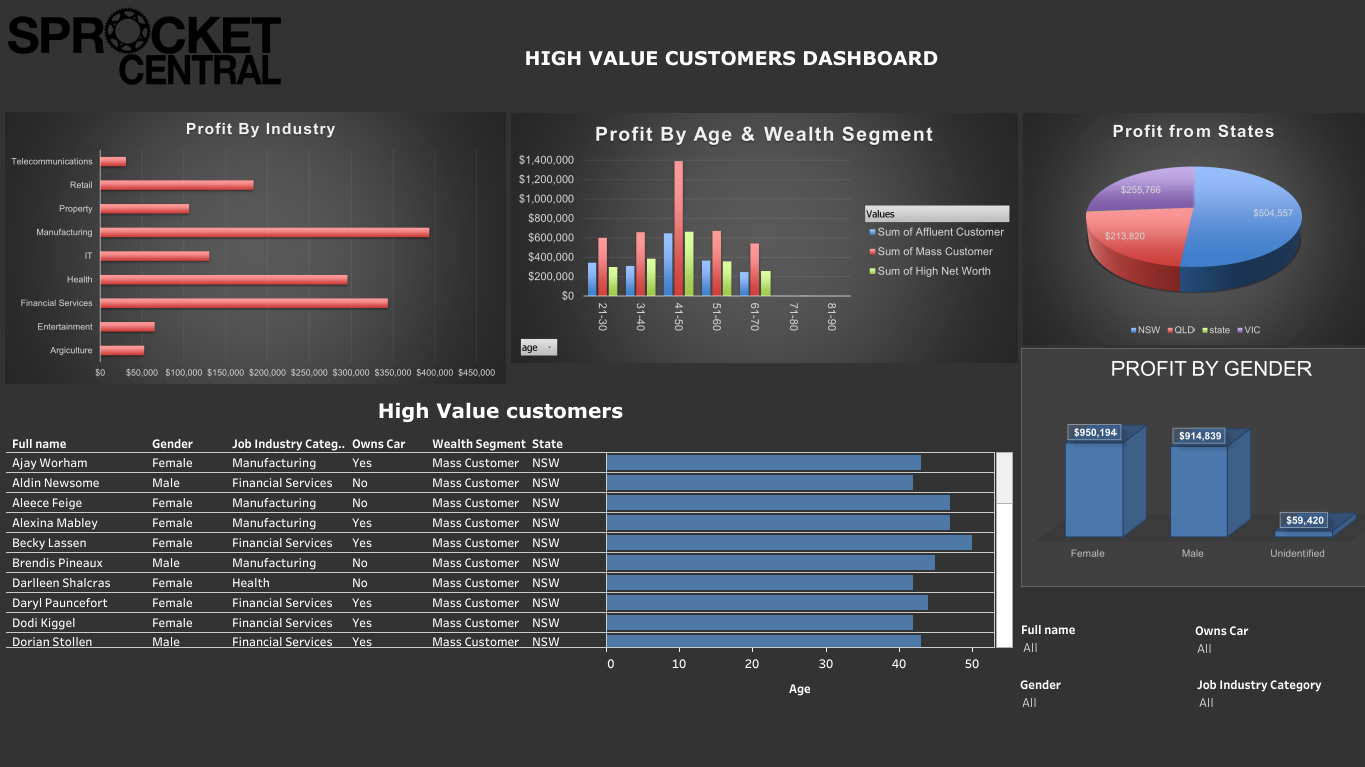 SPROCKET
CENTRAL
HIGH VALUE CUSTOMERS DASHBOARD
Profit By Industry
Telecommunications
Retail
Property
Manufacturing
IT
Health
Financial Services
Entertainment
Argiculture
$0 $50,000 $100,000 $150,000 $200,000 $250,000 $300,000 $350,000 $400,000 $450,000
Profit By Age & Wealth Segment
$1,400,000
$1,200,000
$1,000,000
$800,000
$600,000
$400,000
$200,000
$0
21-30 31-40 41-50 51-60 61-70 71-80 81-90
Values
Sum of Affluent Customer
Sum of Mass Customer
Sum of High Net Worth
age
Profit from States
$255,766
$504,557
$213,820
NSW QLD state VIC
PROFIT BY GENDER
$950,194 $914,839
$59,420
Female Male Unidentified
High Value customers
Full name Gender Job Industry Categ.. Owns Car Wealth Segment State
Ajay Worham Female Manufacturing Yes Mass Customer NSW
Aldin Newsome Male Financial Services No Mass Customer NSW
Aleece Feige Female Manufacturing No Mass Customer NSW
Alexina Mabley Female Manufacturing Yes Mass Customer NSW
Becky Lassen Female Financial Services Yes Mass Customer NSW
Brendis Pineaux Male Manufacturing No Mass Customer NSW
Darlleen Shalcras Female Health No Mass Customer NSW
Daryl Pauncefort Female Financial Services Yes Mass Customer NSW
Dodi Kiggel Female Financial Services Yes Mass Customer NSW
Dorian Stollen Male Financial Services Yes Mass Customer NSW
0 10 20 30 40 50
Age
Full name Owns Car
All All
Gender Job Industry Category
All All